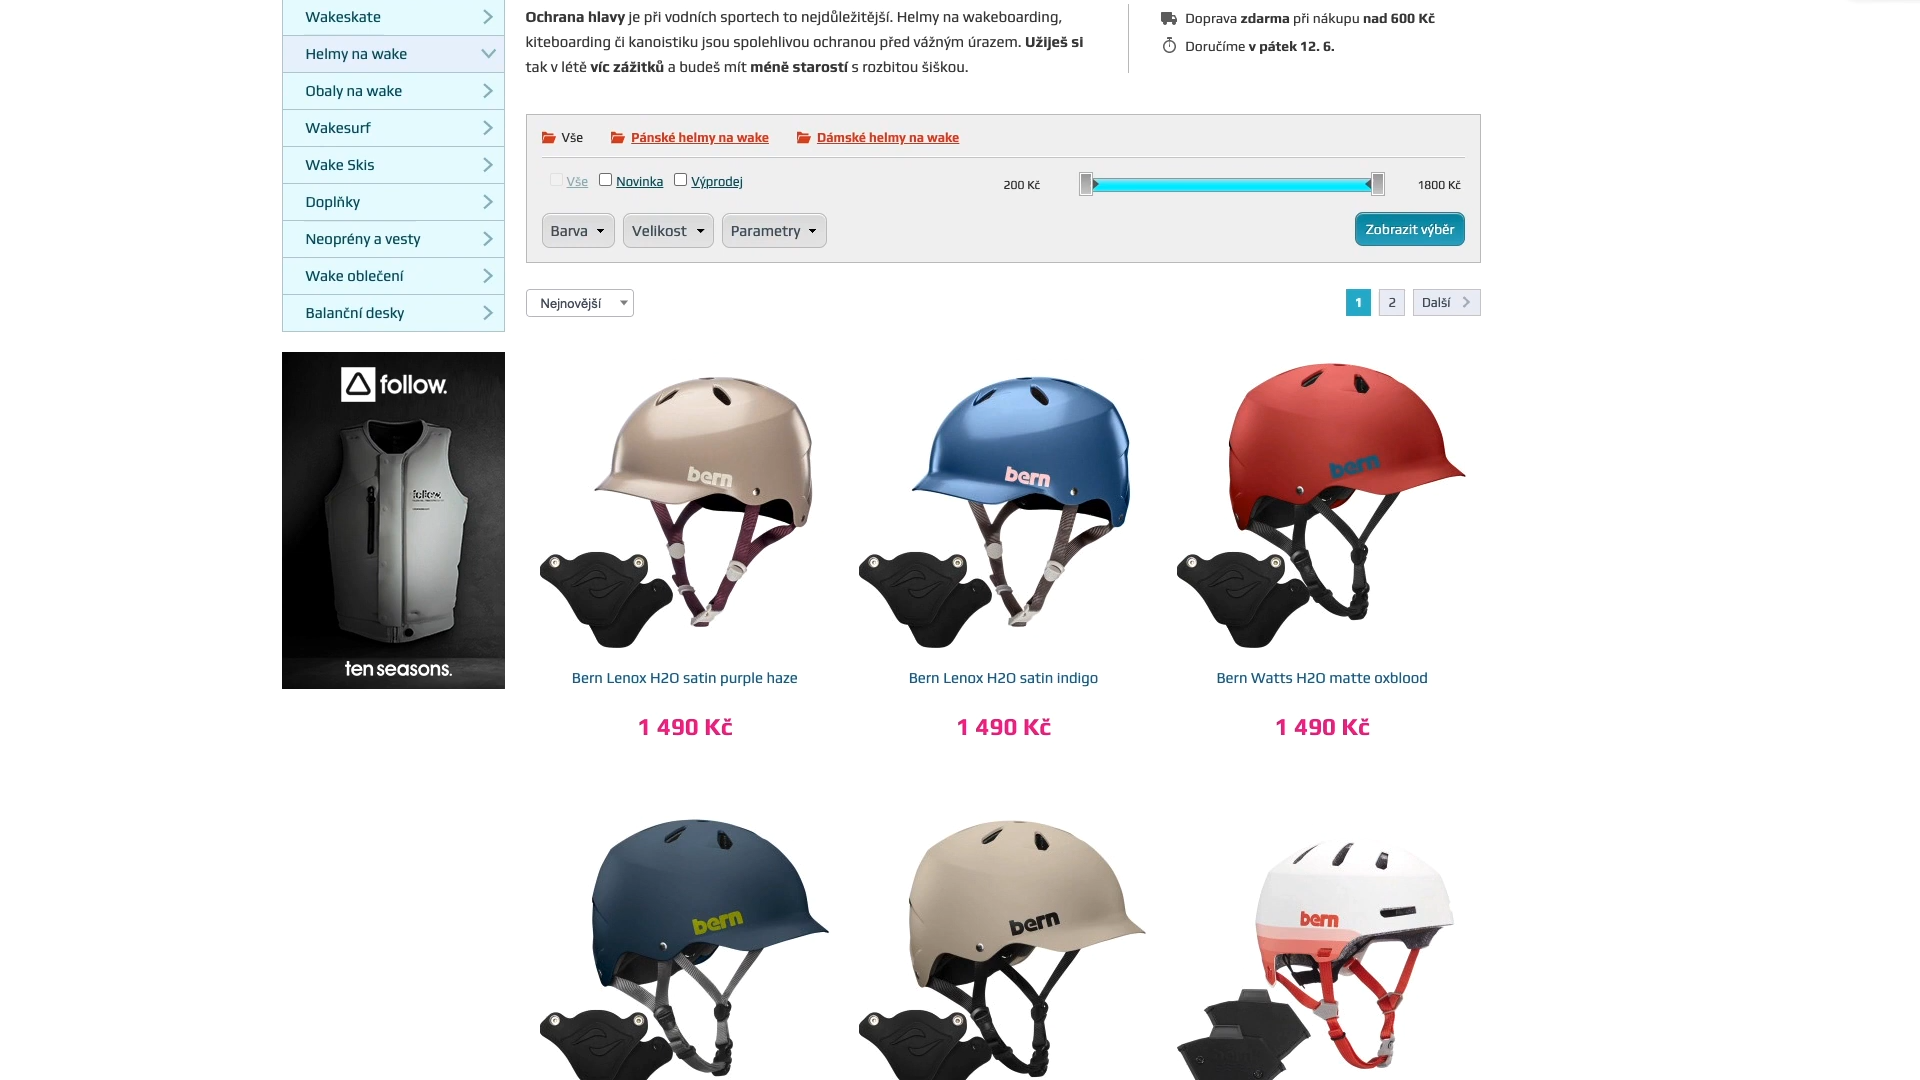 Wakeskate
Helmy na wake
Obaly na wake
Wakesurf
Wake Skis
Doplňky
Neoprény a vesty
Wake oblečení
Balanční desky
follow.
follow.
ten seasons.
Ochrana hlavy je při vodních sportech to nejdůležitější. Helmy na wakeboarding,
kiteboarding či kanoistiku jsou spolehlivou ochranou před vážným úrazem. Užiješ si
tak v létě víc zážitků a budeš mít méně starostí s rozbitou šiškou.
Doprava zdarma při nákupu nad 600 Kč
Doručíme v pátek 12. 6.
Vše Pánské helmy na wake Dámské helmy na wake
Vše Novinka Výprodej 200 Kč 1800 Kč
Barva Velikost Parametry Zobrazit výběr
Nejnovější 1 2 Další
bern bern bern
Bern Lenox H2O satin purple haze
Bern Lenox H2O satin indigo
Bern Watts H2O matte oxblood
1 490 Kč
1 490 Kč
1 490 Kč
bern bern bern
bern